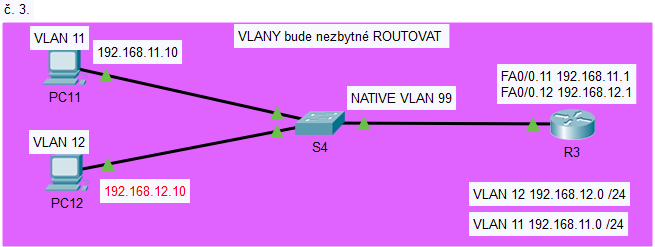 č. 3.
VLAN 11
VLANY bude nezbytné ROUTOVAT
192.168.11.10
PC11
NATIVE VLAN 99
FA0/0.11 192.168.11.1
FA0/0.12 192.168.12.1
VLAN 12
S4
R3
192.168.12.10
PC12
VLAN 12 192.168.12.0 /24
VLAN 11 192.168.11.0 /24